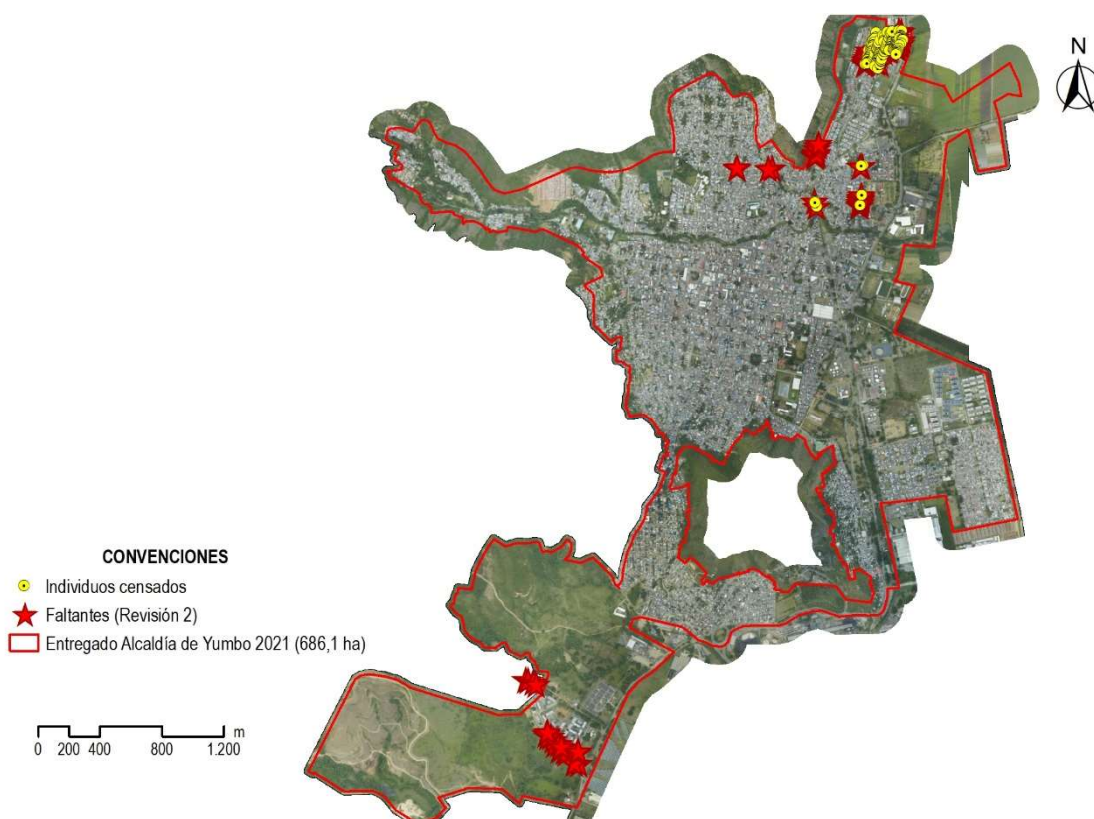 N
CONVENCIONES
Individuos censados
Faltantes (Revisión 2)
Entregado Alcaldía de Yumbo 2021 (686,1 ha)
0 200 400 800 1.200 m